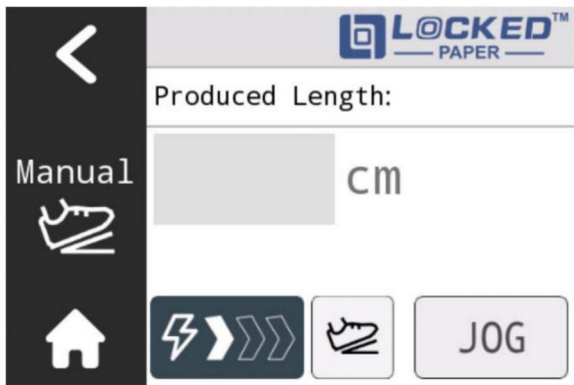 LOCKED™
PAPER
Produced Length:
Manual
cm
JOG